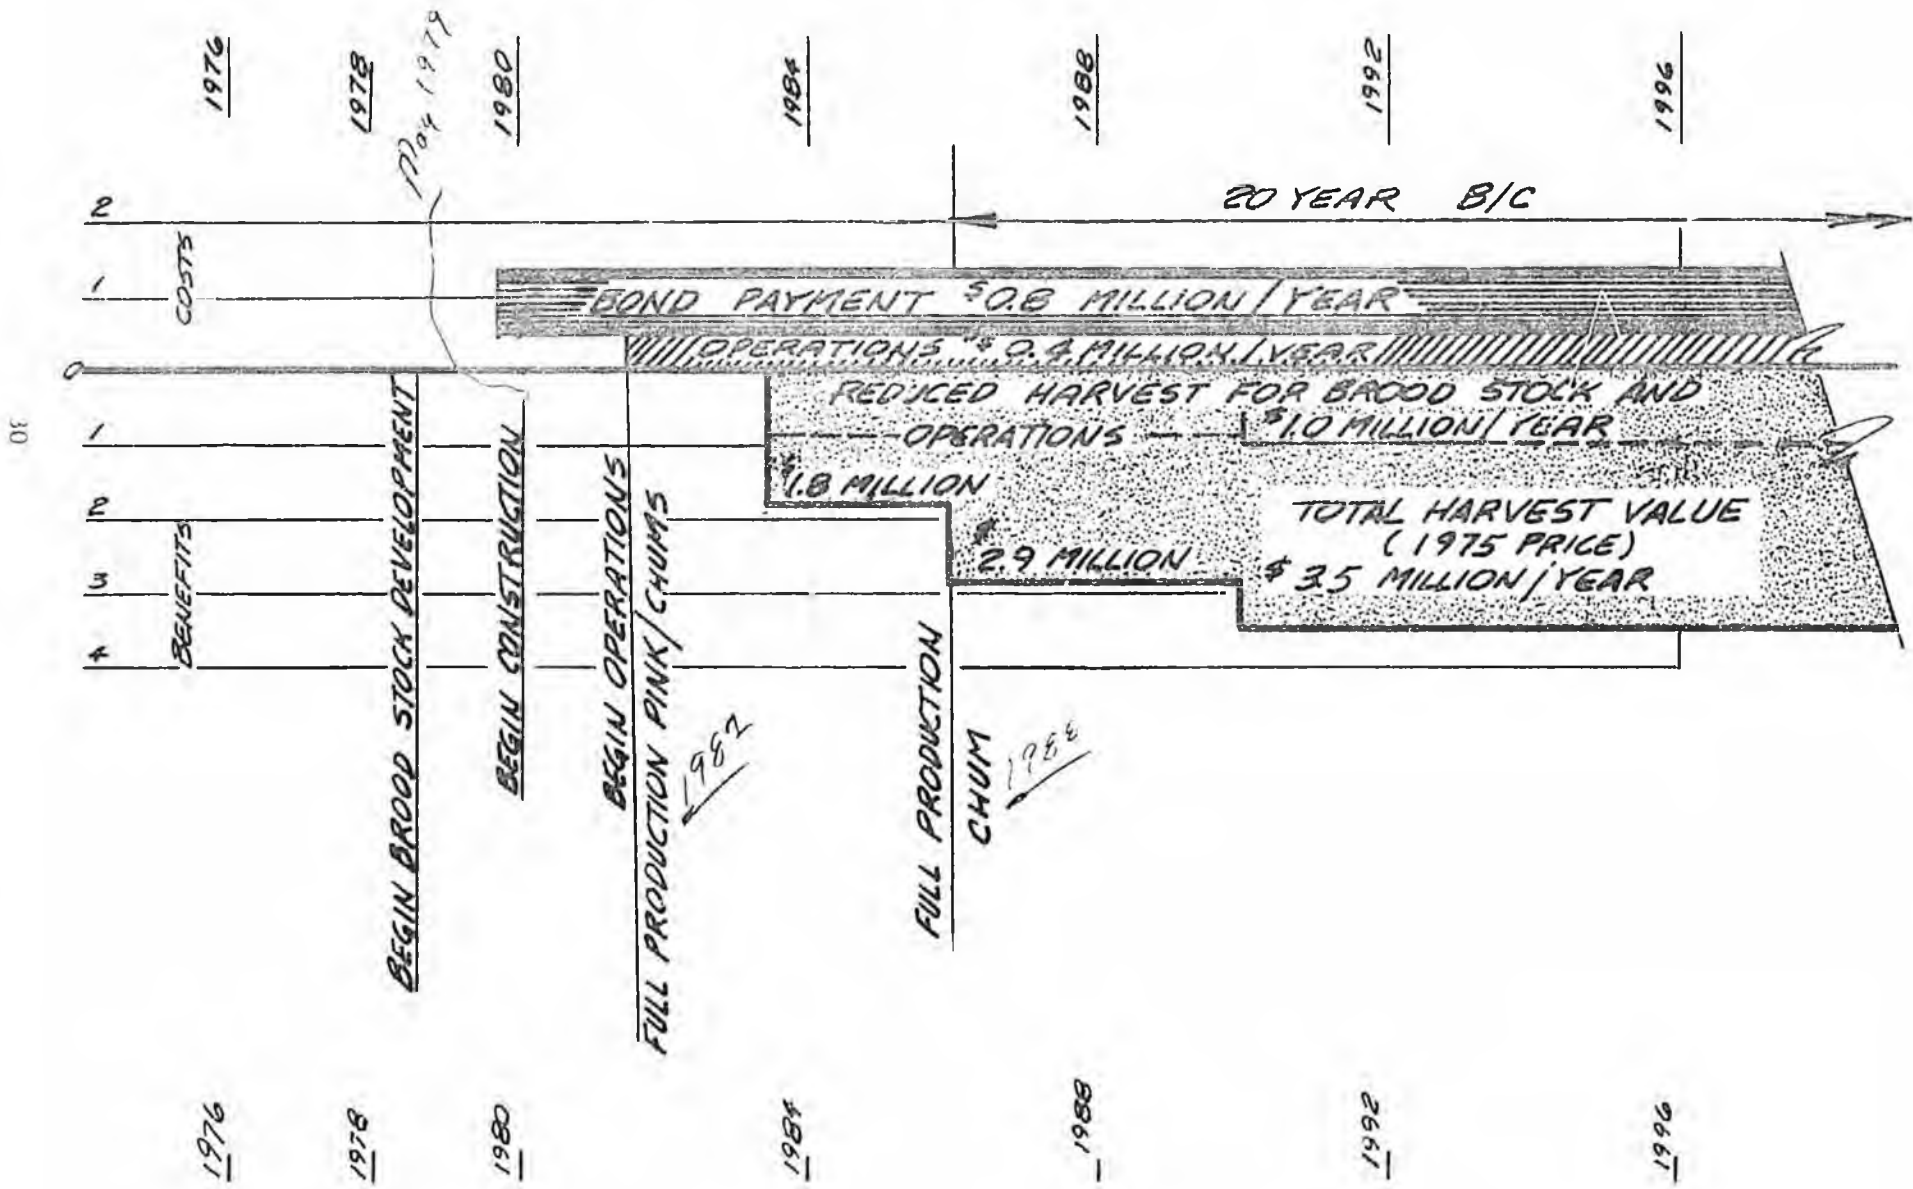 1976
1978
May 1979
1980
1984
1988
1992
1996
2
20 YEAR B/C
COSTS
1
BOND PAYMENT $0.8 MILLION/YEAR
OPERATIONS $0.4 MILLION/YEAR
0
REDUCED HARVEST FOR BROOD STOCK AND
OPERATIONS
$1.0 MILLION/YEAR
1
$1.8 MILLION
2
TOTAL HARVEST VALUE
(1975 PRICE)
$2.9 MILLION
$3.5 MILLION/YEAR
BENEFITS
3
4
BEGIN BROOD STOCK DEVELOPMENT
BEGIN CONSTRUCTION
BEGIN OPERATIONS
FULL PRODUCTION PINK/CHUMS
1982
FULL PRODUCTION
CHUM
30
1976
1978
1980
1984
1988
1992
1996